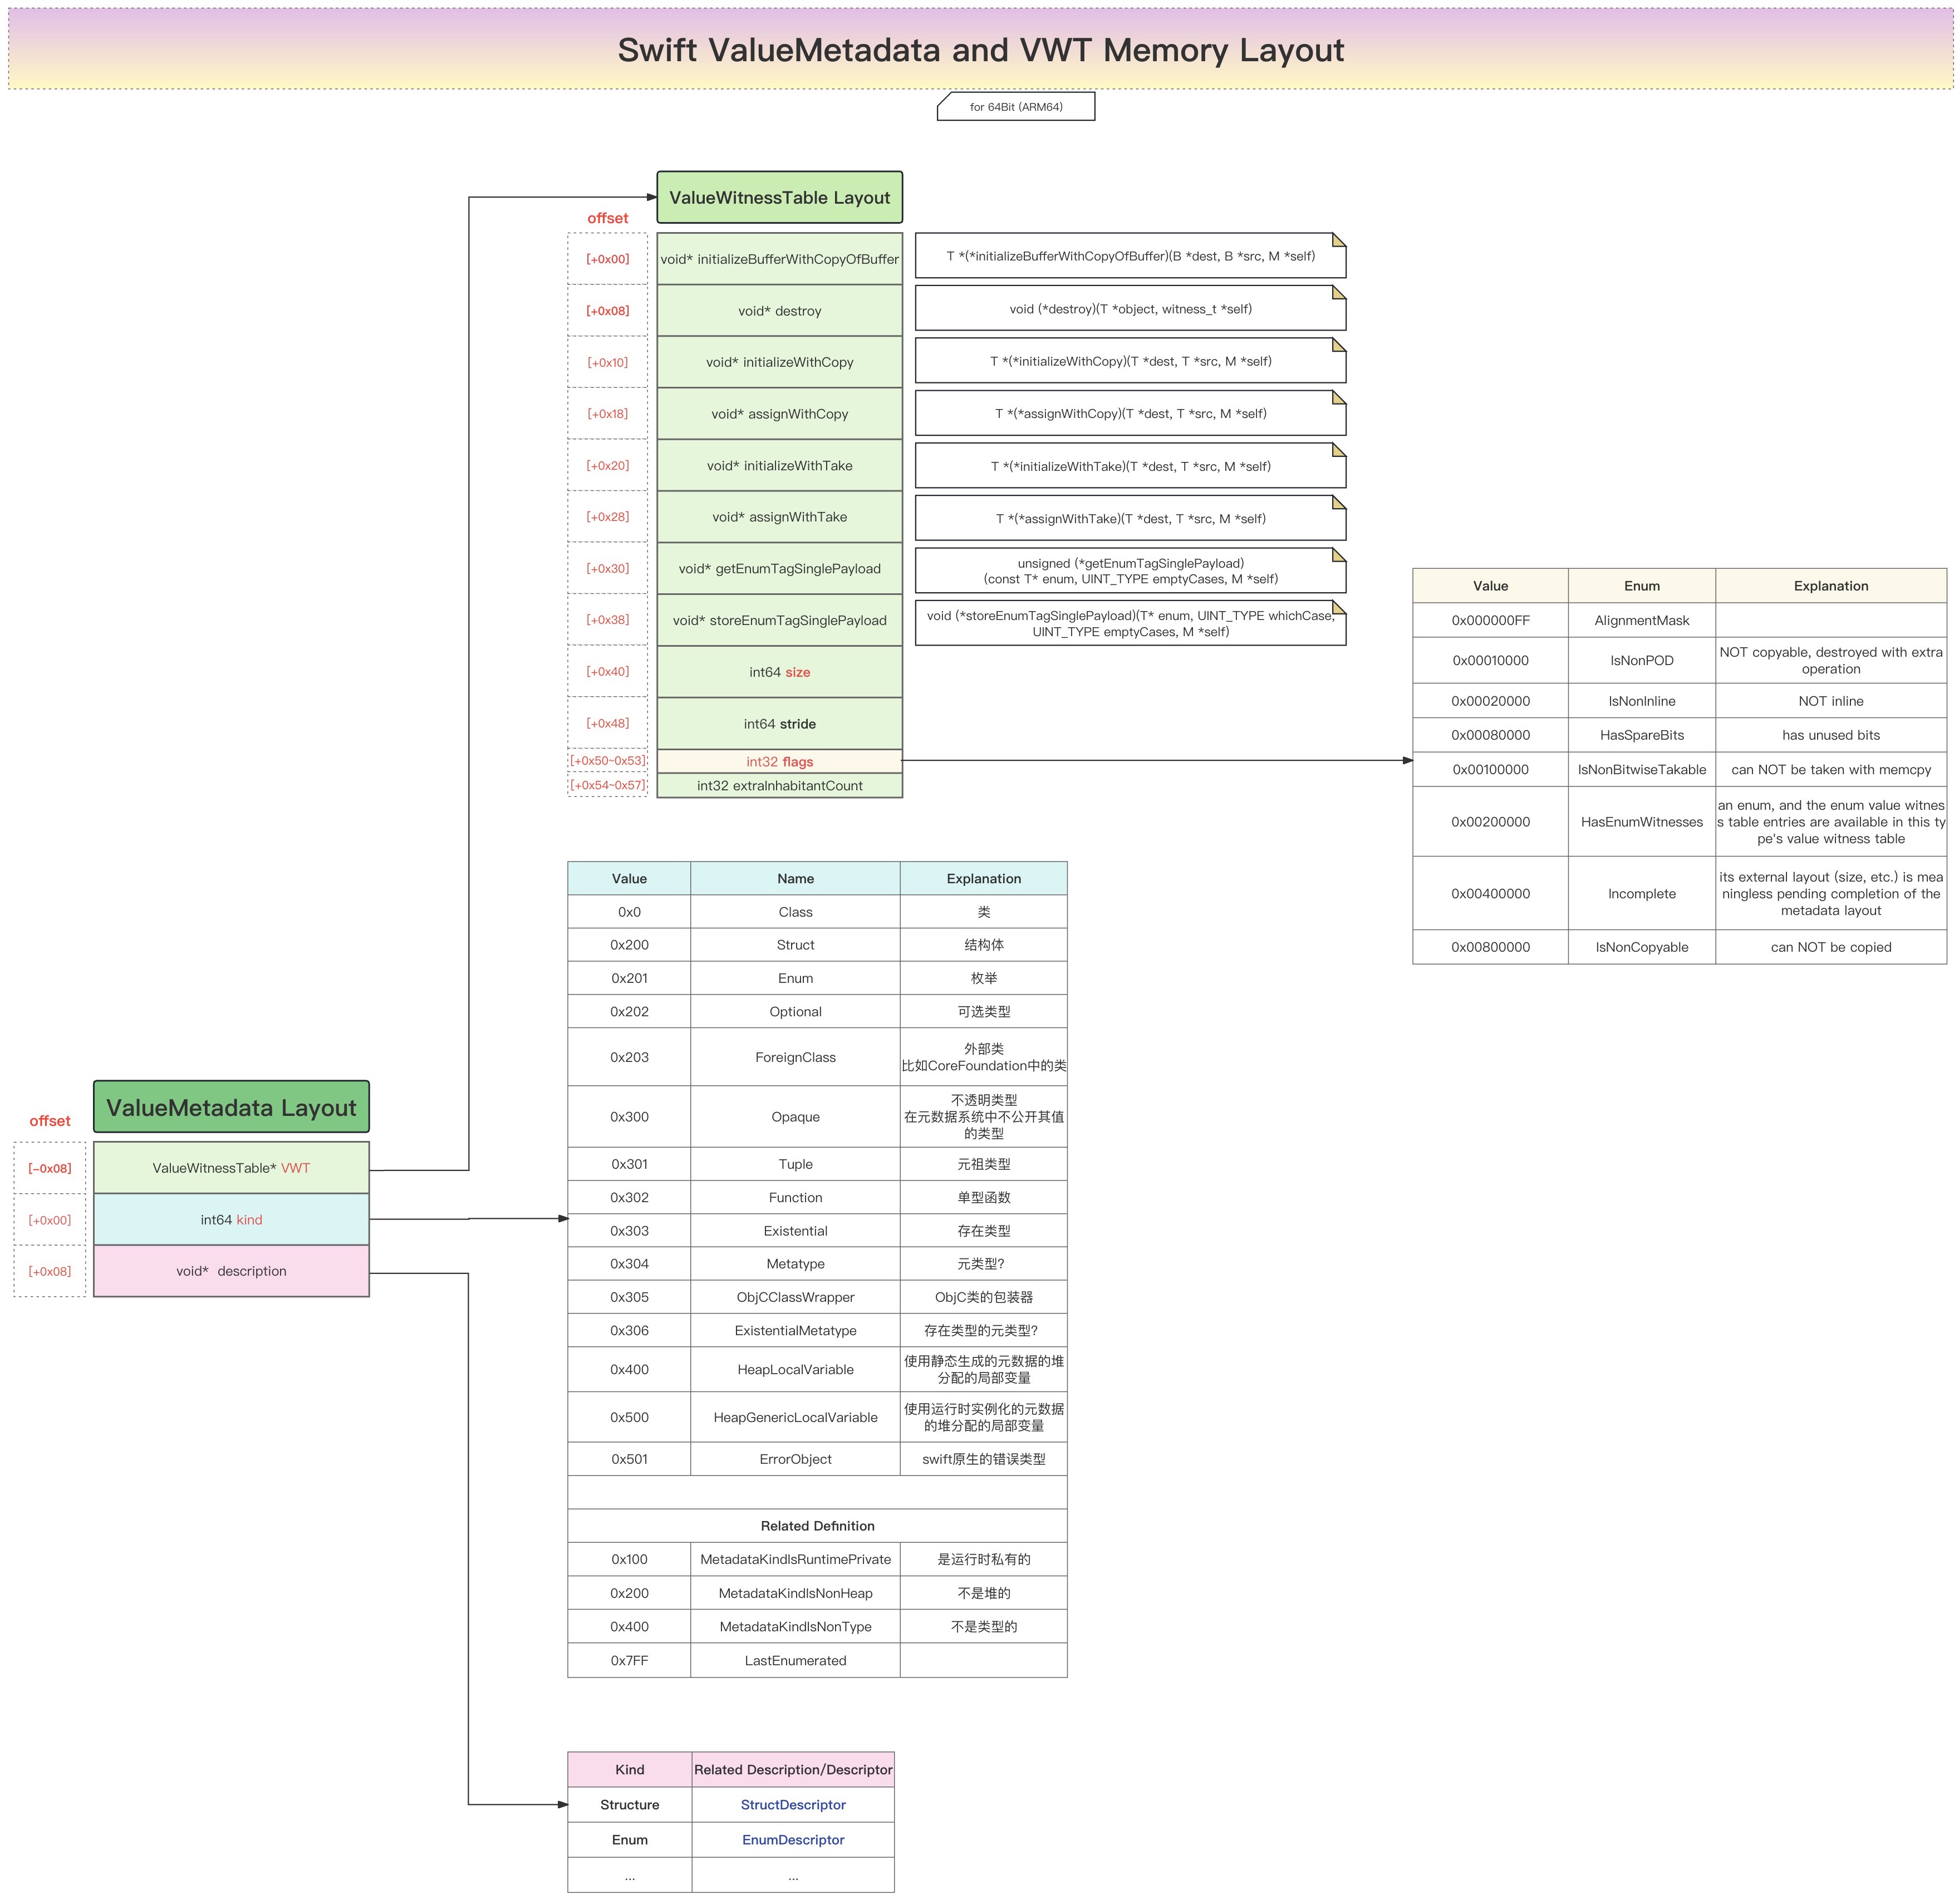 Swift ValueMetadata and VWT Memory Layout
for 64Bit (ARM64)
ValueWitnessTable Layout
offset
[+0x00]
void* initializeBufferWithCopyOfBuffer
T *(*initializeBufferWithCopyOfBuffer)(B *dest, B *src, M *self)
[+0x08]
void* destroy
void (*destroy)(T *object, witness_t *self)
[+0x10]
void* initializeWithCopy
T *(*initializeWithCopy)(T *dest, T *src, M *self)
[+0x18]
void* assignWithCopy
T *(*assignWithCopy)(T *dest, T *src, M *self)
[+0x20]
void* initializeWithTake
T *(*initializeWithTake)(T *dest, T *src, M *self)
[+0x28]
void* assignWithTake
T *(*assignWithTake)(T *dest, T *src, M *self)
[+0x30]
void* getEnumTagSinglePayload
unsigned (*getEnumTagSinglePayload)
(const T* enum, UINT_TYPE emptyCases, M *self)
[+0x38]
void* storeEnumTagSinglePayload
void (*storeEnumTagSinglePayload)(T* enum, UINT_TYPE whichCase,
UINT_TYPE emptyCases, M *self)
[+0x40]
int64 size
[+0x48]
int64 stride
[+0x50~0x53]
int32 flags
[+0x54~0x57]
int32 extraInhabitantCount
Value Enum Explanation
0x000000FF AlignmentMask
0x00010000 IsNonPOD
NOT copyable, destroyed with extra
operation
0x00020000 IsNonInline NOT inline
0x00080000 HasSpareBits has unused bits
0x00100000 IsNonBitwiseTakable can NOT be taken with memcpy
0x00200000 HasEnumWitnesses
an enum, and the enum value witnes
s table entries are available in this ty
pe's value witness table
0x00400000 Incomplete
its external layout (size, etc.) is mea
ningless pending completion of the
metadata layout
0x00800000 IsNonCopyable can NOT be copied
Value Name Explanation
0x0 Class 类
0x200 Struct 结构体
0x201 Enum 枚举
0x202 Optional 可选类型
0x203 ForeignClass
外部类
比如CoreFoundation中的类
0x300 Opaque
不透明类型
在元数据系统中不公开其值
的类型
0x301 Tuple 元祖类型
0x302 Function 单型函数
0x303 Existential 存在类型
0x304 Metatype 元类型?
0x305 ObjCClassWrapper ObjC类的包装器
0x306 ExistentialMetatype 存在类型的元类型?
0x400 HeapLocalVariable
使用静态生成的元数据的堆
分配的局部变量
0x500 HeapGenericLocalVariable
使用运行时实例化的元数据
的堆分配的局部变量
0x501 ErrorObject swift原生的错误类型
Related Definition
0x100 MetadataKindIsRuntimePrivate 是运行时私有的
0x200 MetadataKindIsNonHeap 不是堆的
0x400 MetadataKindIsNonType 不是类型的
0x7FF LastEnumerated
ValueMetadata Layout
offset
[-0x08]
ValueWitnessTable* VWT
[+0x00]
int64 kind
[+0x08]
void* description
Kind Related Description/Descriptor
Structure StructDescriptor
Enum EnumDescriptor
... ...